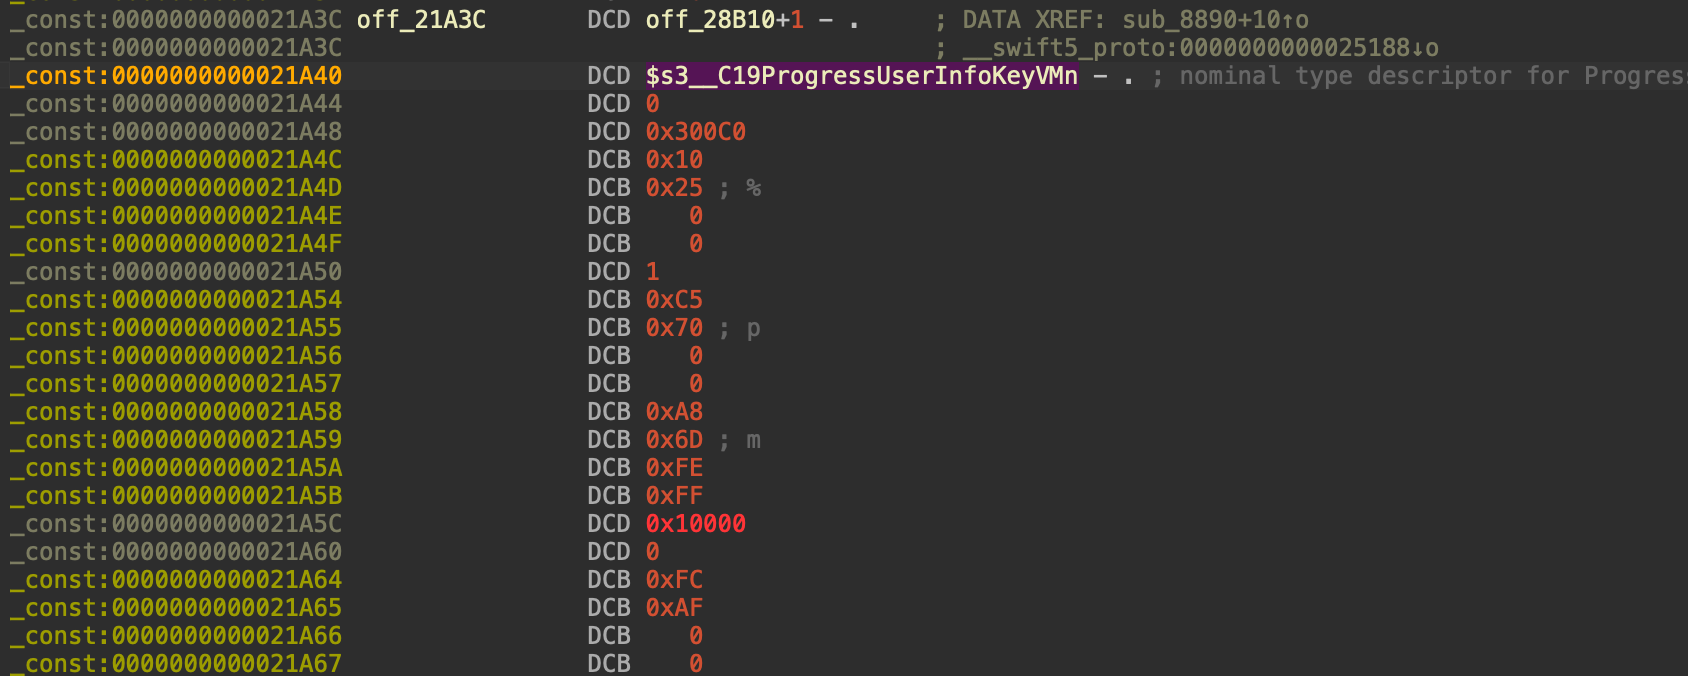 _const:0000000000021A3C off_21A3C DCD off_28B10+1 - . ; DATA XREF: sub_8890+10↑o
_const:0000000000021A3C ; __swift5_proto:0000000000025188↓o
_const:0000000000021A40 DCD $s3__C19ProgressUserInfoKeyVMn - . ; nominal type descriptor for Progres
_const:0000000000021A44 DCD 0
_const:0000000000021A48 DCD 0x300C0
_const:0000000000021A4C DCB 0x10
_const:0000000000021A4D DCB 0x25 ; %
_const:0000000000021A4E DCB 0
_const:0000000000021A4F DCB 0
_const:0000000000021A50 DCD 1
_const:0000000000021A54 DCB 0xC5
_const:0000000000021A55 DCB 0x70 ; p
_const:0000000000021A56 DCB 0
_const:0000000000021A57 DCB 0
_const:0000000000021A58 DCB 0xA8
_const:0000000000021A59 DCB 0x6D ; m
_const:0000000000021A5A DCB 0xFE
_const:0000000000021A5B DCB 0xFF
_const:0000000000021A5C DCD 0x10000
_const:0000000000021A60 DCD 0
_const:0000000000021A64 DCB 0xFC
_const:0000000000021A65 DCB 0xAF
_const:0000000000021A66 DCB 0
_const:0000000000021A67 DCB 0